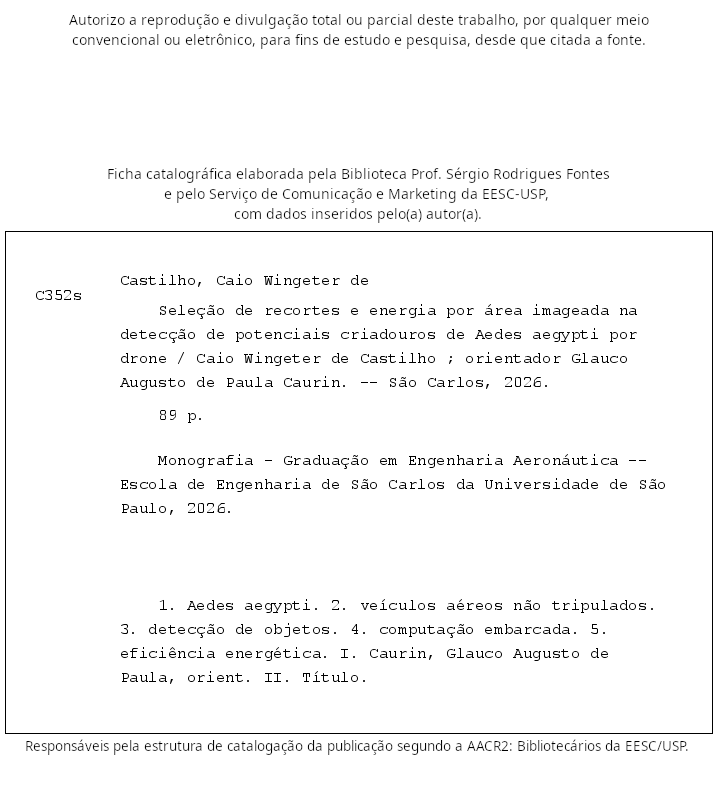 Autorizo a reprodução e divulgação total ou parcial deste trabalho, por qualquer meio
convencional ou eletrônico, para fins de estudo e pesquisa, desde que citada a fonte.
Ficha catalográfica elaborada pela Biblioteca Prof. Sérgio Rodrigues Fontes
e pelo Serviço de Comunicação e Marketing da EESC-USP,
com dados inseridos pelo(a) autor(a).
Castilho, Caio Wingeter de
C352s
Seleção de recortes e energia por área imageada na
detecção de potenciais criadouros de Aedes aegypti por
drone / Caio Wingeter de Castilho ; orientador Glauco
Augusto de Paula Caurin. -- São Carlos, 2026.
89 p.
Monografia - Graduação em Engenharia Aeronáutica --
Escola de Engenharia de São Carlos da Universidade de São
Paulo, 2026.
1. Aedes aegypti. 2. veículos aéreos não tripulados.
3. detecção de objetos. 4. computação embarcada. 5.
eficiência energética. I. Caurin, Glauco Augusto de
Paula, orient. II. Título.
Responsáveis pela estrutura de catalogação da publicação segundo a AACR2: Bibliotecários da EESC/USP.